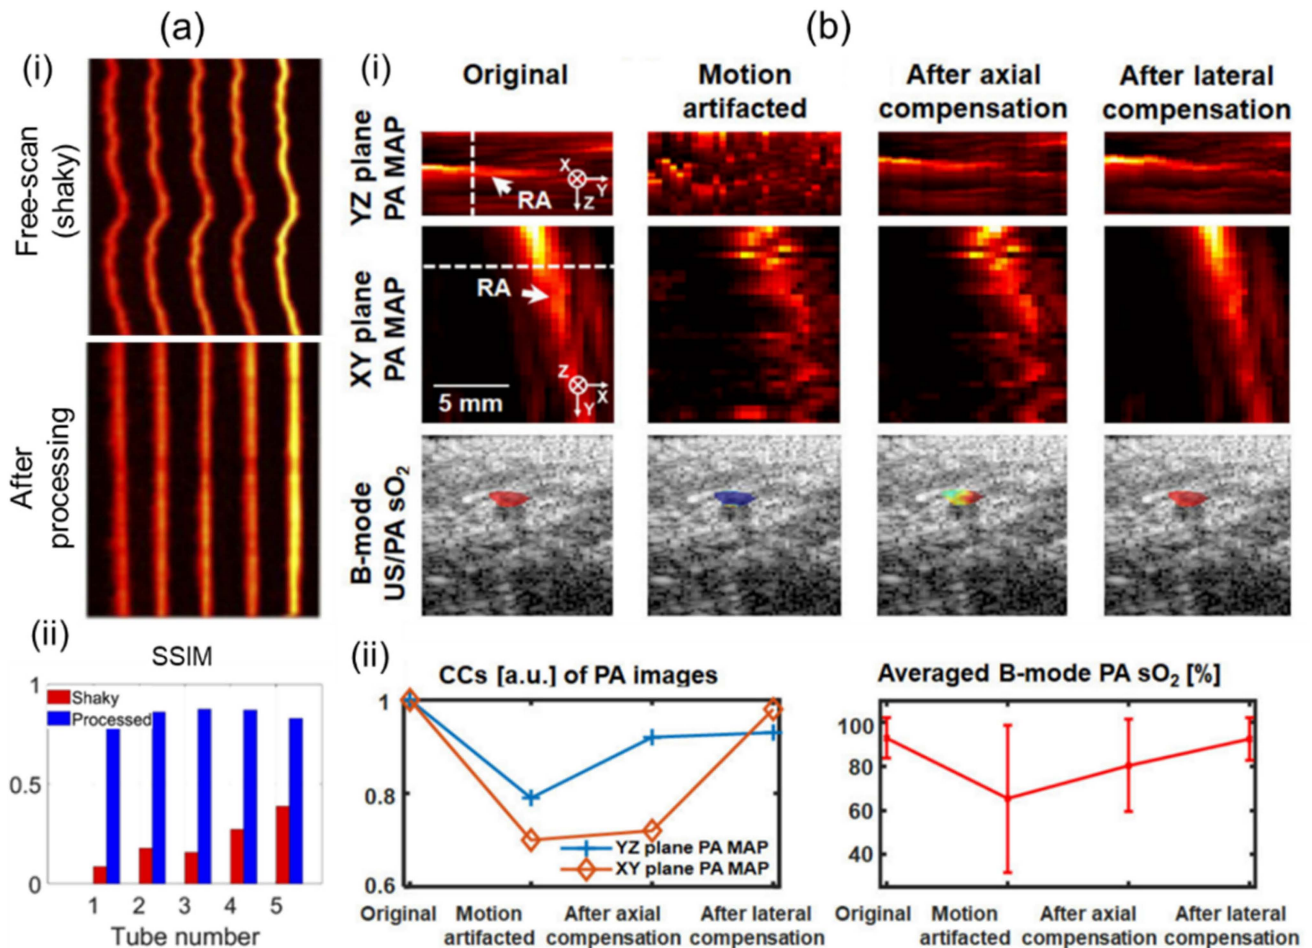 (a)
(i)
Free-scan
(shaky)
After
processing
(ii)
SSIM
1
0.5
0
Shaky
Processed
1 2 3 4 5
Tube number
(b)
(i)
Original
Motion
artifacted
After axial
compensation
After lateral
compensation
YZ plane
PA MAP
RA
X
Y
Z
XY plane
PA MAP
RA
5 mm
Z
X
Y
B-mode
US/PA sO₂
(ii)
CCs [a.u.] of PA images
1
0.8
0.6
YZ plane PA MAP
XY plane PA MAP
Original
Motion
artifacted
After axial
compensation
After lateral
compensation
Averaged B-mode PA sO₂ [%]
100
80
60
40
Original
Motion
artifacted
After axial
compensation
After lateral
compensation